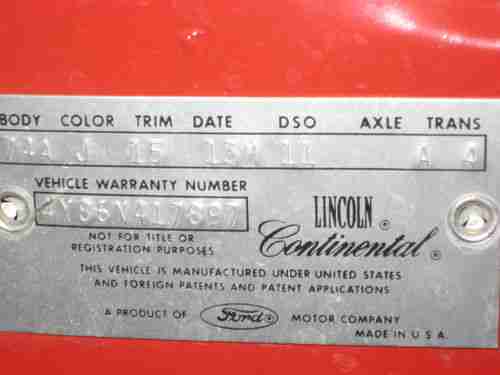 BODY COLOR TRIM DATE DSO AXLE TRANS
74A J 15 11 A 4
VEHICLE WARRANTY NUMBER
NOT FOR TITLE OR
REGISTRATION PURPOSES
LINCOLN ®
Continental ®
THIS VEHICLE IS MANUFACTURED UNDER UNITED STATES
AND FOREIGN PATENTS AND PATENT APPLICATIONS
A PRODUCT OF Ford ® MOTOR COMPANY
MADE IN U.S.A.